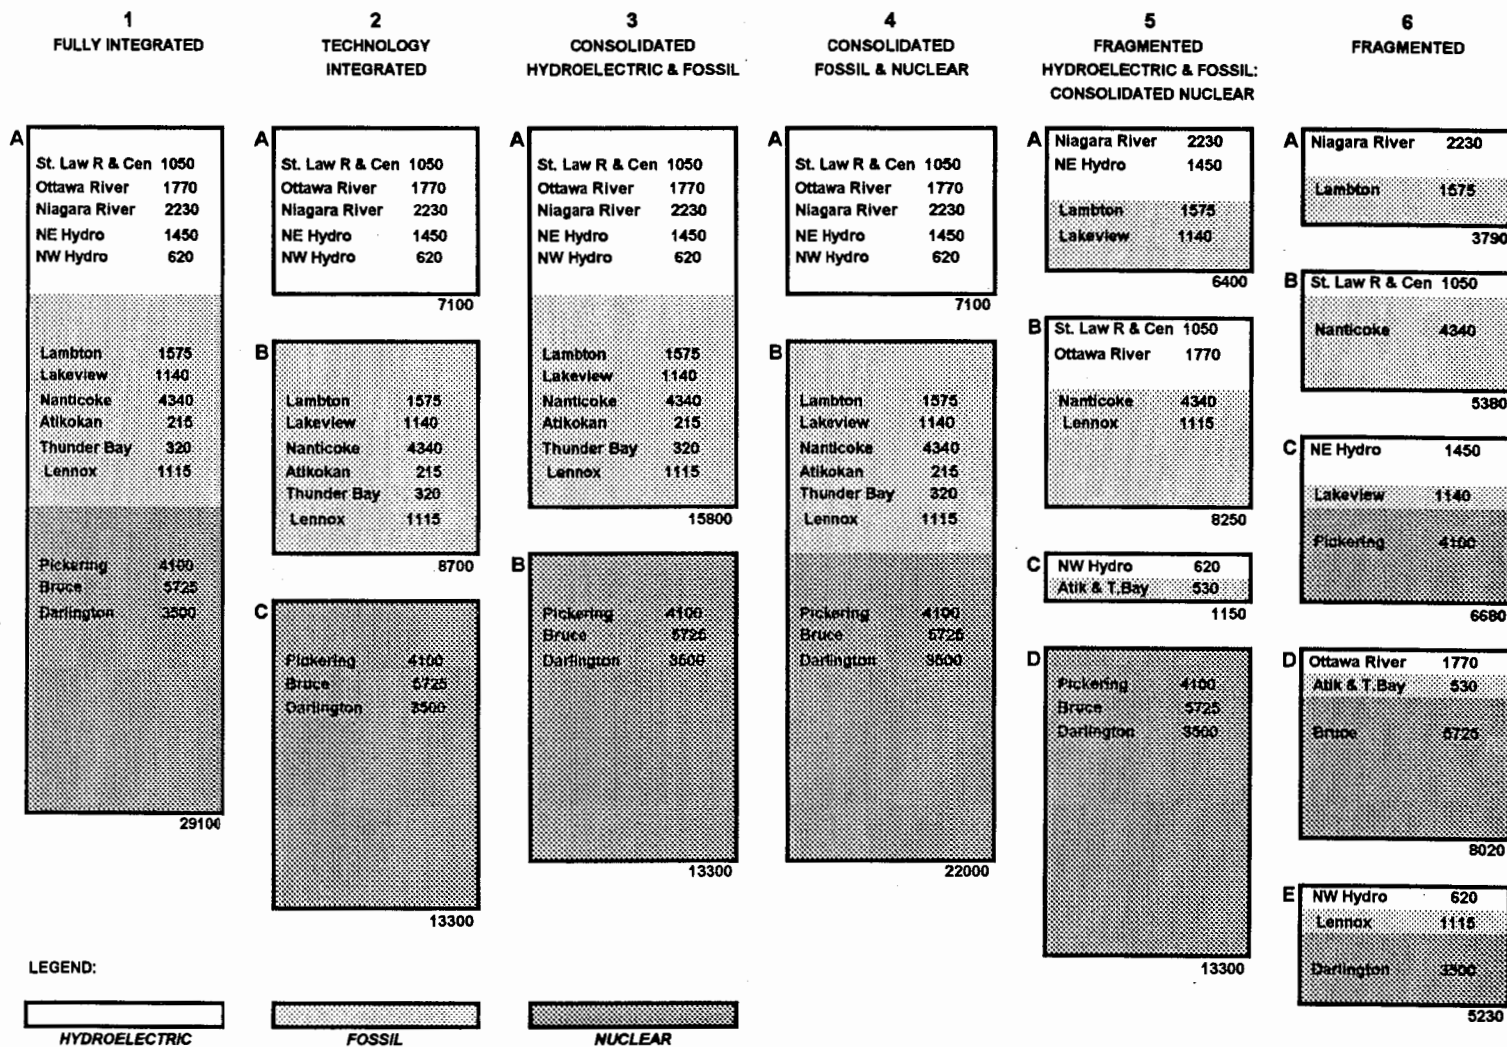 1
FULLY INTEGRATED
A
St. Law R & Cen 1050
Ottawa River 1770
Niagara River 2230
NE Hydro 1450
NW Hydro 620
Lambton 1575
Lakeview 1140
Nanticoke 4340
Atikokan 215
Thunder Bay 320
Lennox 1115
Pickering 4100
Bruce 5725
Darlington 3500
29100
2
TECHNOLOGY
INTEGRATED
A
St. Law R & Cen 1050
Ottawa River 1770
Niagara River 2230
NE Hydro 1450
NW Hydro 620
7100
B
Lambton 1575
Lakeview 1140
Nanticoke 4340
Atikokan 215
Thunder Bay 320
Lennox 1115
8700
C
Pickering 4100
Bruce 5725
Darlington 3500
13300
3
CONSOLIDATED
HYDROELECTRIC & FOSSIL
A
St. Law R & Cen 1050
Ottawa River 1770
Niagara River 2230
NE Hydro 1450
NW Hydro 620
Lambton 1575
Lakeview 1140
Nanticoke 4340
Atikokan 215
Thunder Bay 320
Lennox 1115
15800
B
Pickering 4100
Bruce 5725
Darlington 3500
13300
4
CONSOLIDATED
FOSSIL & NUCLEAR
A
St. Law R & Cen 1050
Ottawa River 1770
Niagara River 2230
NE Hydro 1450
NW Hydro 620
7100
B
Lambton 1575
Lakeview 1140
Nanticoke 4340
Atikokan 215
Thunder Bay 320
Lennox 1115
Pickering 4100
Bruce 5725
Darlington 3500
22000
5
FRAGMENTED
HYDROELECTRIC & FOSSIL:
CONSOLIDATED NUCLEAR
A
Niagara River 2230
NE Hydro 1450
Lambton 1575
Lakeview 1140
6400
B
St. Law R & Cen 1050
Ottawa River 1770
Nanticoke 4340
Lennox 1115
8250
C
NW Hydro 620
Atik & T.Bay 530
1150
D
Pickering 4100
Bruce 5725
Darlington 3500
13300
6
FRAGMENTED
A
Niagara River 2230
Lambton 1575
3790
B
St. Law R & Cen 1050
Nanticoke 4340
5380
C
NE Hydro 1450
Lakeview 1140
Pickering 4100
6680
D
Ottawa River 1770
Atik & T.Bay 530
Bruce 5725
8020
E
NW Hydro 620
Lennox 1115
Darlington 3500
5230
LEGEND:
HYDROELECTRIC
FOSSIL
NUCLEAR